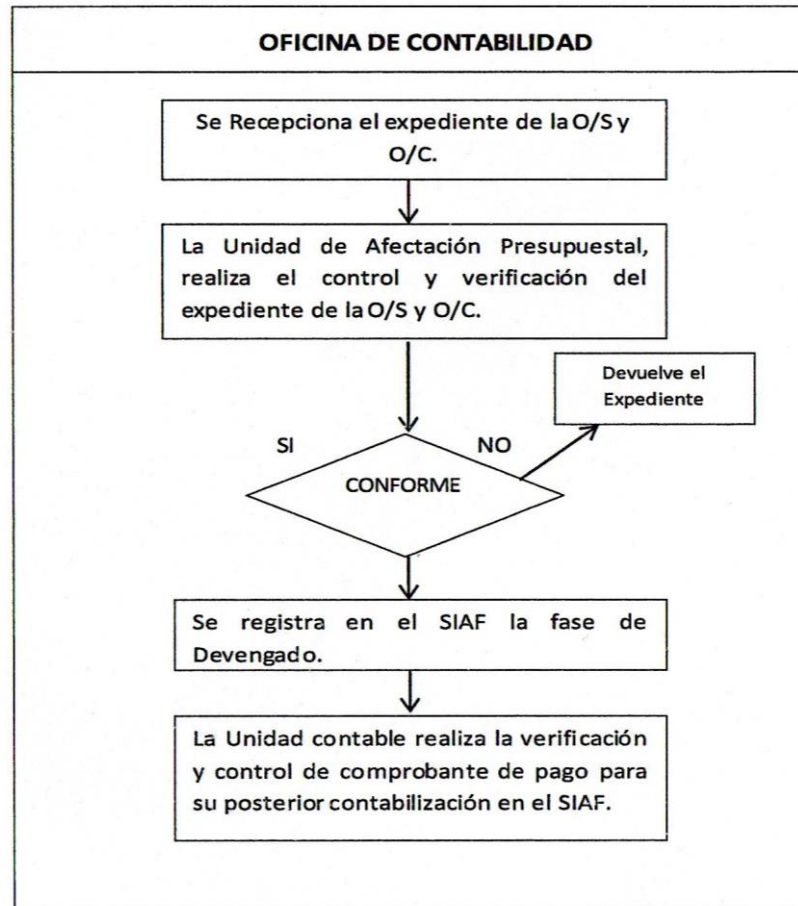 OFICINA DE CONTABILIDAD
Se Recepciona el expediente de la O/S y
O/C.
La Unidad de Afectación Presupuestal,
realiza el control y verificación del
expediente de la O/S y O/C.
Devuelve el
Expediente
SI
NO
CONFORME
Se registra en el SIAF la fase de
Devengado.
La Unidad contable realiza la verificación
y control de comprobante de pago para
su posterior contabilización en el SIAF.